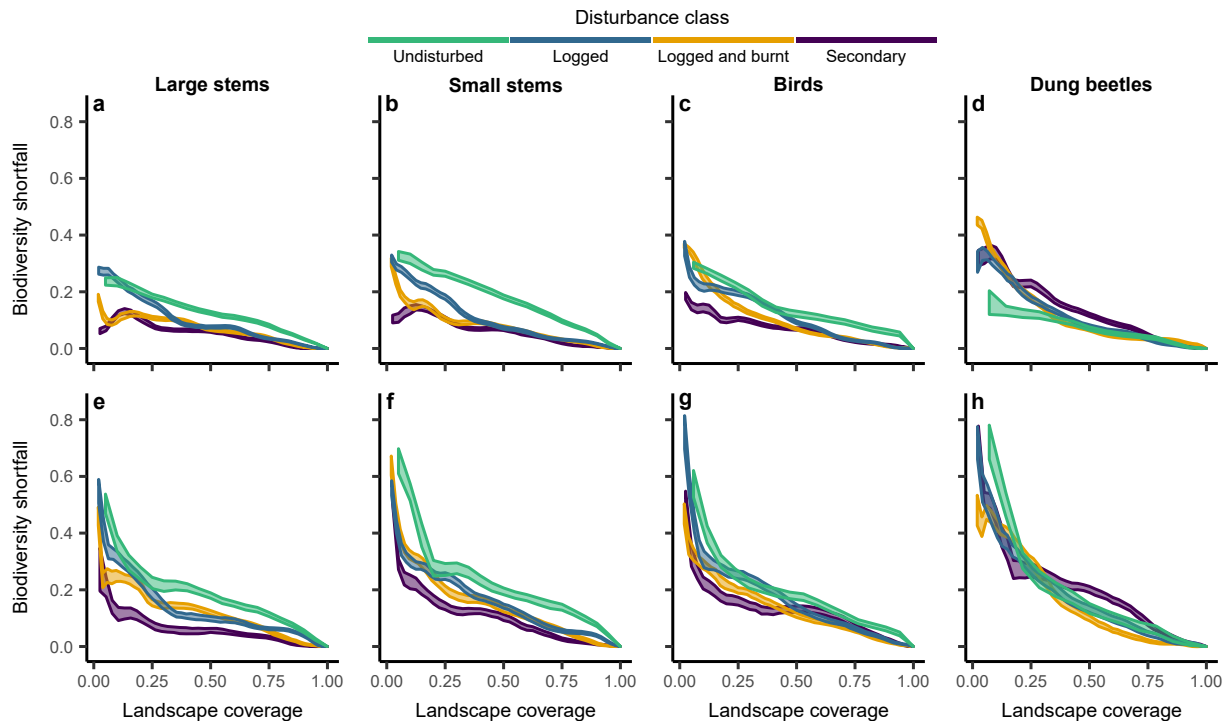 Disturbance class
Undisturbed Logged Logged and burnt Secondary
Large stems Small stems Birds Dung beetles
a b c d
Biodiversity shortfall
0.8
0.6
0.4
0.2
0.0
e f g h
Biodiversity shortfall
0.8
0.6
0.4
0.2
0.0
0.00 0.25 0.50 0.75 1.00 0.00 0.25 0.50 0.75 1.00 0.00 0.25 0.50 0.75 1.00 0.00 0.25 0.50 0.75 1.00
Landscape coverage Landscape coverage Landscape coverage Landscape coverage